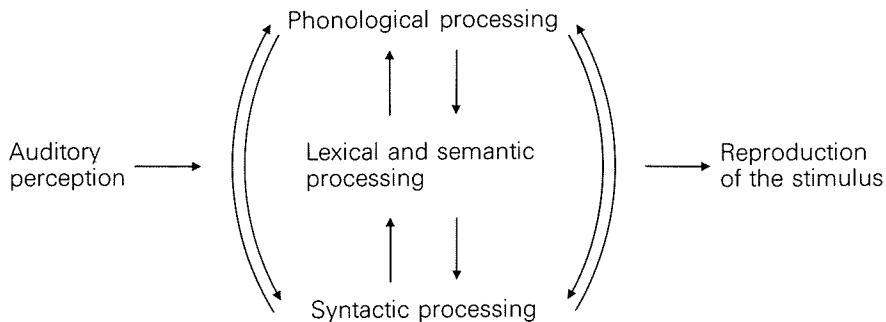 Phonological processing
Auditory
perception
Lexical and semantic
processing
Reproduction
of the stimulus
Syntactic processing